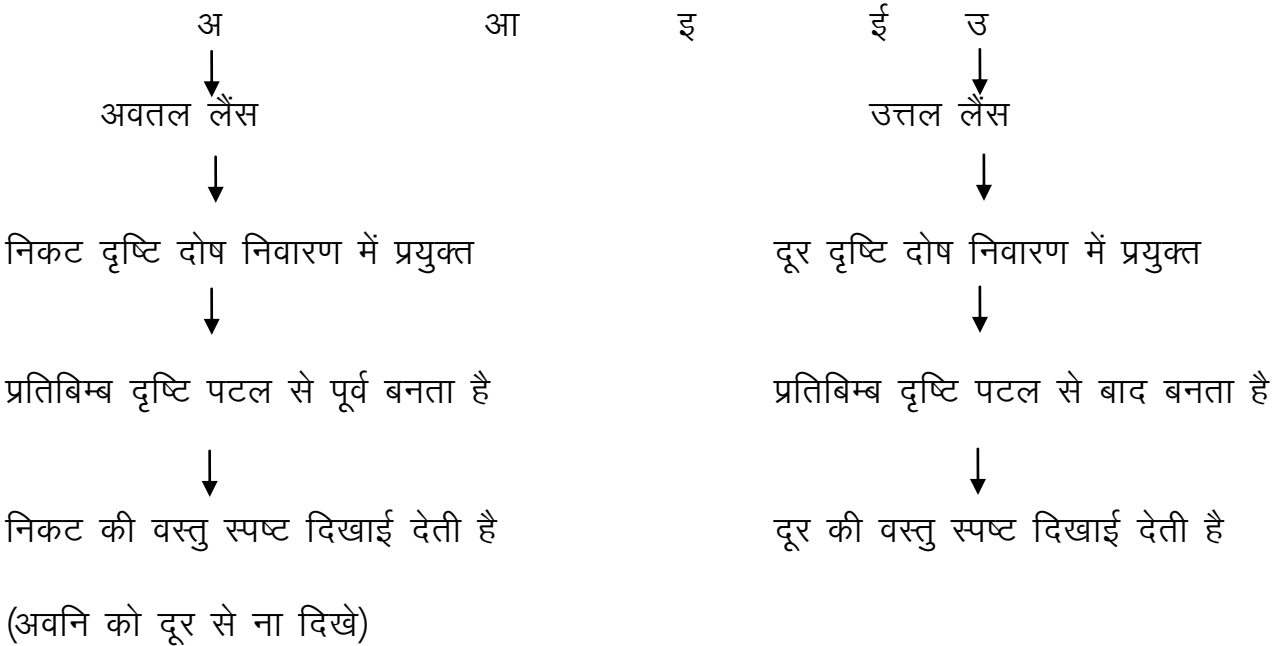 अ आ इ ई उ
अवतल लैंस उत्तल लैंस
निकट दृष्टि दोष निवारण में प्रयुक्त दूर दृष्टि दोष निवारण में प्रयुक्त
प्रतिबिम्ब दृष्टि पटल से पूर्व बनता है प्रतिबिम्ब दृष्टि पटल से बाद बनता है
निकट की वस्तु स्पष्ट दिखाई देती है दूर की वस्तु स्पष्ट दिखाई देती है
(अवनि को दूर से ना दिखे)